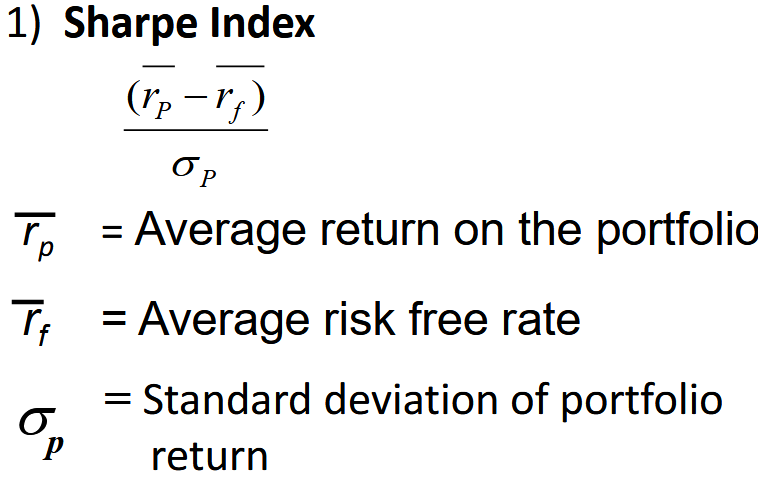 1) Sharpe Index
(r̅P − r̅f)
σP
r̅p = Average return on the portfolio
r̅f = Average risk free rate
σp = Standard deviation of portfolio
return